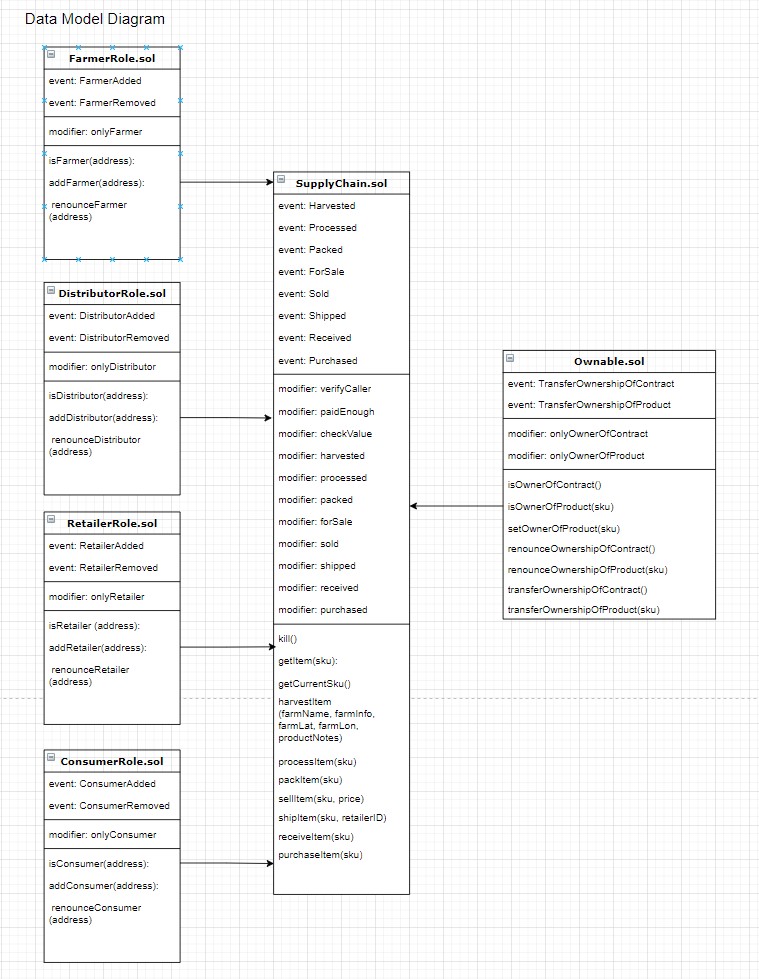 Data Model Diagram
FarmerRole.sol
event: FarmerAdded
event: FarmerRemoved
modifier: onlyFarmer
isFarmer(address):
addFarmer(address):
renounceFarmer
(address)
DistributorRole.sol
event: DistributorAdded
event: DistributorRemoved
modifier: onlyDistributor
isDistributor(address):
addDistributor(address):
renounceDistributor
(address)
RetailerRole.sol
event: RetailerAdded
event: RetailerRemoved
modifier: onlyRetailer
isRetailer (address):
addRetailer(address):
renounceRetailer
(address)
ConsumerRole.sol
event: ConsumerAdded
event: ConsumerRemoved
modifier: onlyConsumer
isConsumer(address):
addConsumer(address):
renounceConsumer
(address)
SupplyChain.sol
event: Harvested
event: Processed
event: Packed
event: ForSale
event: Sold
event: Shipped
event: Received
event: Purchased
modifier: verifyCaller
modifier: paidEnough
modifier: checkValue
modifier: harvested
modifier: processed
modifier: packed
modifier: forSale
modifier: sold
modifier: shipped
modifier: received
modifier: purchased
kill()
getItem(sku):
getCurrentSku()
harvestItem
(farmName, farmInfo,
farmLat, farmLon,
productNotes)
processItem(sku)
packItem(sku)
sellItem(sku, price)
shipItem(sku, retailerID)
receiveItem(sku)
purchaseItem(sku)
Ownable.sol
event: TransferOwnershipOfContract
event: TransferOwnershipOfProduct
modifier: onlyOwnerOfContract
modifier: onlyOwnerOfProduct
isOwnerOfContract()
isOwnerOfProduct(sku)
setOwnerOfProduct(sku)
renounceOwnershipOfContract()
renounceOwnershipOfProduct(sku)
transferOwnershipOfContract()
transferOwnershipOfProduct(sku)